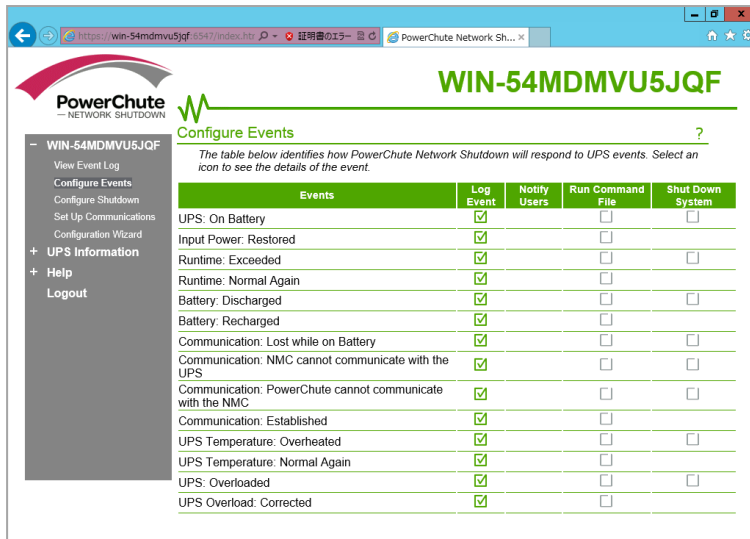 https://win-54mdmvu5jqf:6547/index.ht
証明書のエラー
PowerChute Network Sh...
WIN-54MDMVU5JQF
PowerChute
NETWORK SHUTDOWN
− WIN-54MDMVU5JQF
View Event Log
Configure Events
Configure Shutdown
Set Up Communications
Configuration Wizard
+ UPS Information
+ Help
Logout
Configure Events ?
The table below identifies how PowerChute Network Shutdown will respond to UPS events. Select an
icon to see the details of the event.
Events Log Event Notify Users Run Command File Shut Down System
UPS: On Battery
Input Power: Restored
Runtime: Exceeded
Runtime: Normal Again
Battery: Discharged
Battery: Recharged
Communication: Lost while on Battery
Communication: NMC cannot communicate with the
UPS
Communication: PowerChute cannot communicate
with the NMC
Communication: Established
UPS Temperature: Overheated
UPS Temperature: Normal Again
UPS: Overloaded
UPS Overload: Corrected